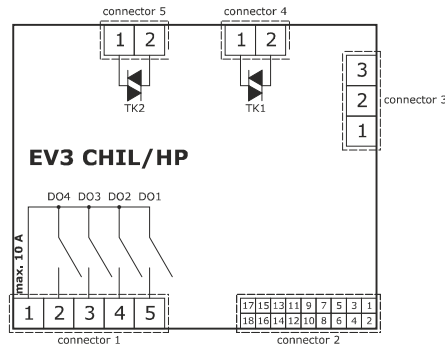 connector 5
connector 4
1 2
1 2
TK2
TK1
3
2
1
connector 3
EV3 CHIL/HP
DO4 DO3 DO2 DO1
max. 10 A
1 2 3 4 5
17 15 13 11 9 7 5 3 1
18 16 14 12 10 8 6 4 2
connector 1
connector 2